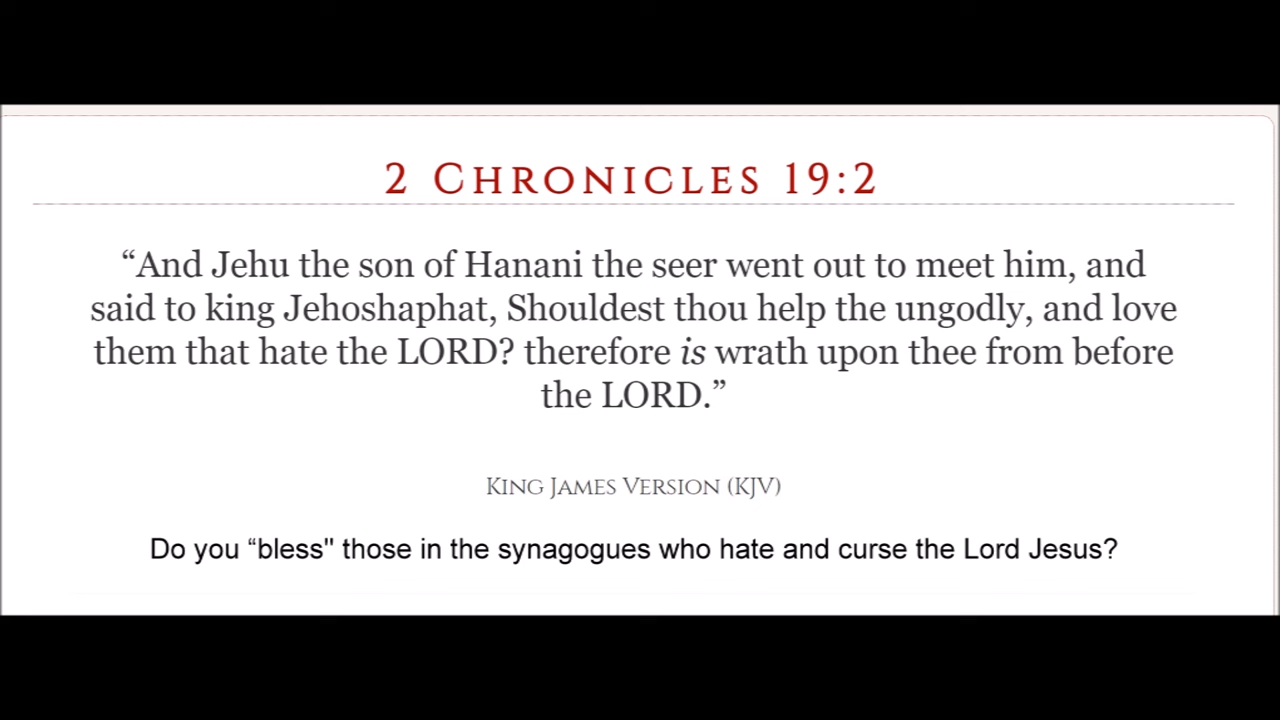 2 Chronicles 19:2
“And Jehu the son of Hanani the seer went out to meet him, and
said to king Jehoshaphat, Shouldest thou help the ungodly, and love
them that hate the LORD? therefore is wrath upon thee from before
the LORD.”
King James Version (KJV)
Do you “bless" those in the synagogues who hate and curse the Lord Jesus?